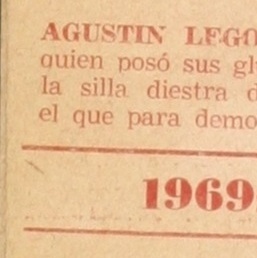 AGUSTIN LEGO
quien posó sus gl
la silla diestra d
el que para demo
1969